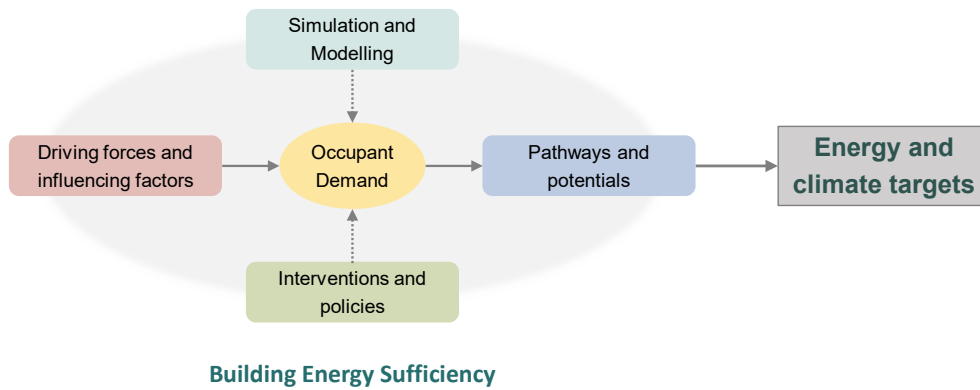 Simulation and
Modelling
Driving forces and
influencing factors
Occupant
Demand
Pathways and
potentials
Energy and
climate targets
Interventions and
policies
Building Energy Sufficiency